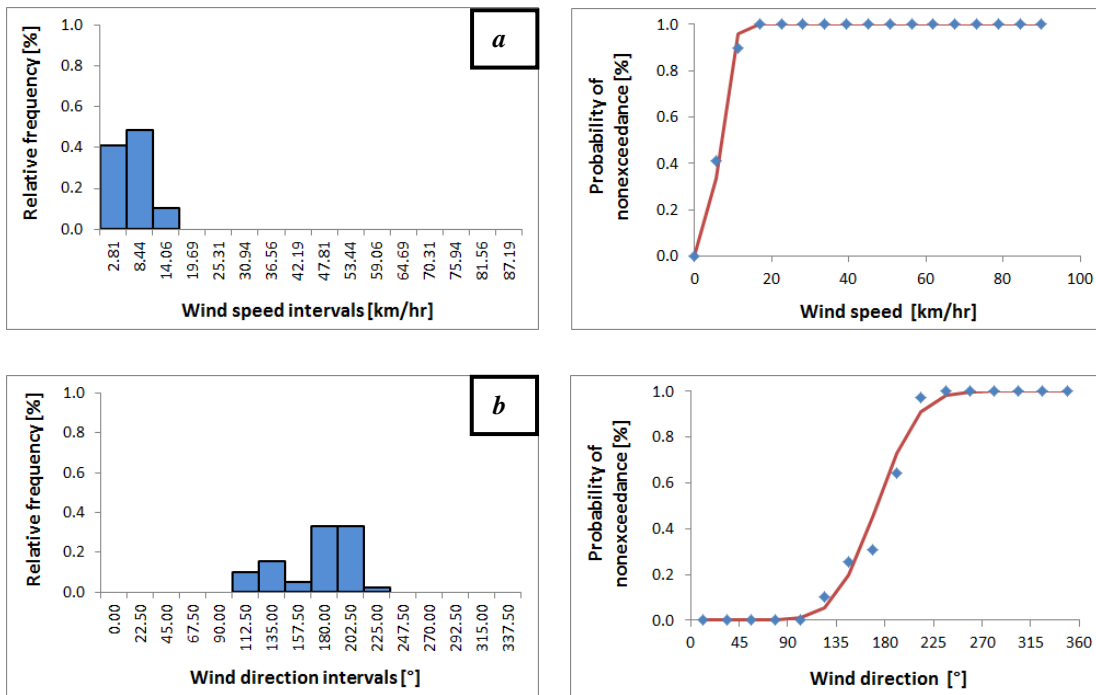 1.0
0.8
0.6
0.4
0.2
0.0
Relative frequency [%]
a
2.81 8.44 14.06 19.69 25.31 30.94 36.56 42.19 47.81 53.44 59.06 64.69 70.31 75.94 81.56 87.19
Wind speed intervals [km/hr]
1.0
0.8
0.6
0.4
0.2
0.0
Probability of
nonexceedance [%]
0 20 40 60 80 100
Wind speed [km/hr]
1.0
0.8
0.6
0.4
0.2
0.0
Relative frequency [%]
b
0.00 22.50 45.00 67.50 90.00 112.50 135.00 157.50 180.00 202.50 225.00 247.50 270.00 292.50 315.00 337.50
Wind direction intervals [°]
1.0
0.8
0.6
0.4
0.2
0.0
Probability of
nonexceedance [%]
0 45 90 135 180 225 270 315 360
Wind direction [°]